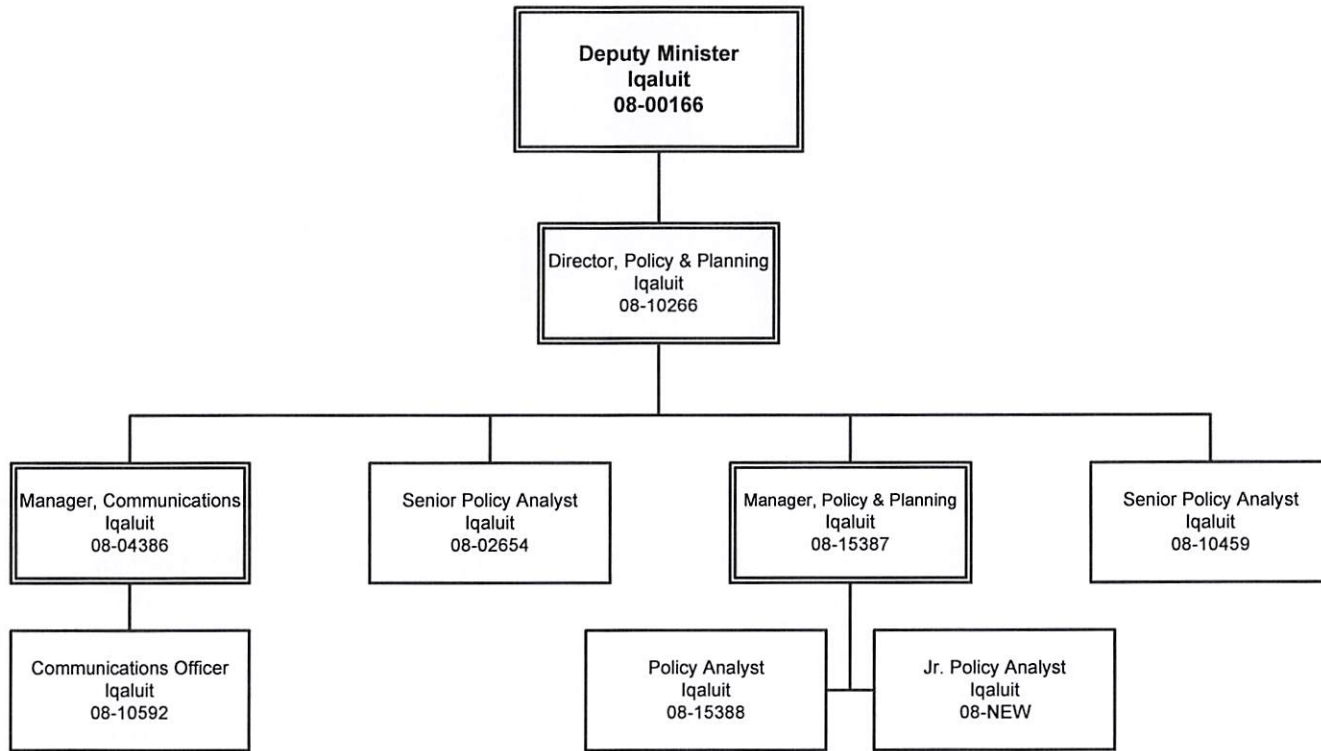 Deputy Minister
Iqaluit
08-00166
Director, Policy & Planning
Iqaluit
08-10266
Manager, Communications
Iqaluit
08-04386
Senior Policy Analyst
Iqaluit
08-02654
Manager, Policy & Planning
Iqaluit
08-15387
Senior Policy Analyst
Iqaluit
08-10459
Communications Officer
Iqaluit
08-10592
Policy Analyst
Iqaluit
08-15388
Jr. Policy Analyst
Iqaluit
08-NEW